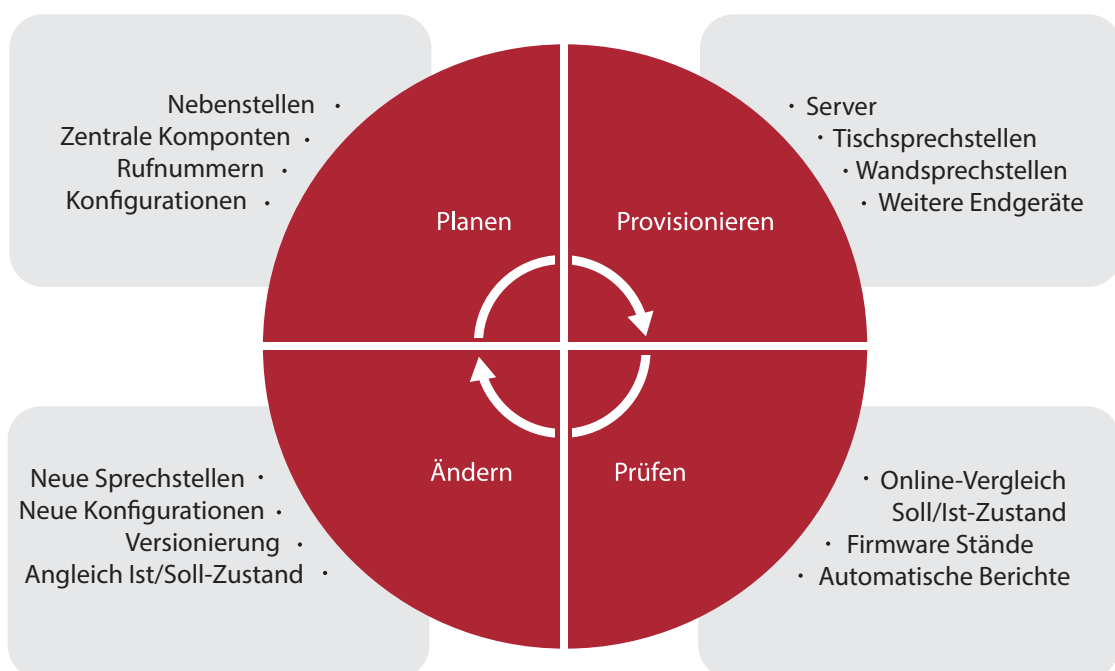 Nebenstellen ·
Zentrale Komponten ·
Rufnummern ·
Konfigurationen ·
Planen
· Server
· Tischsprechstellen
· Wandsprechstellen
· Weitere Endgeräte
Provisionieren
Neue Sprechstellen ·
Neue Konfigurationen ·
Versionierung ·
Angleich Ist/Soll-Zustand ·
Ändern
Prüfen
· Online-Vergleich
Soll/Ist-Zustand
· Firmware Stände
· Automatische Berichte